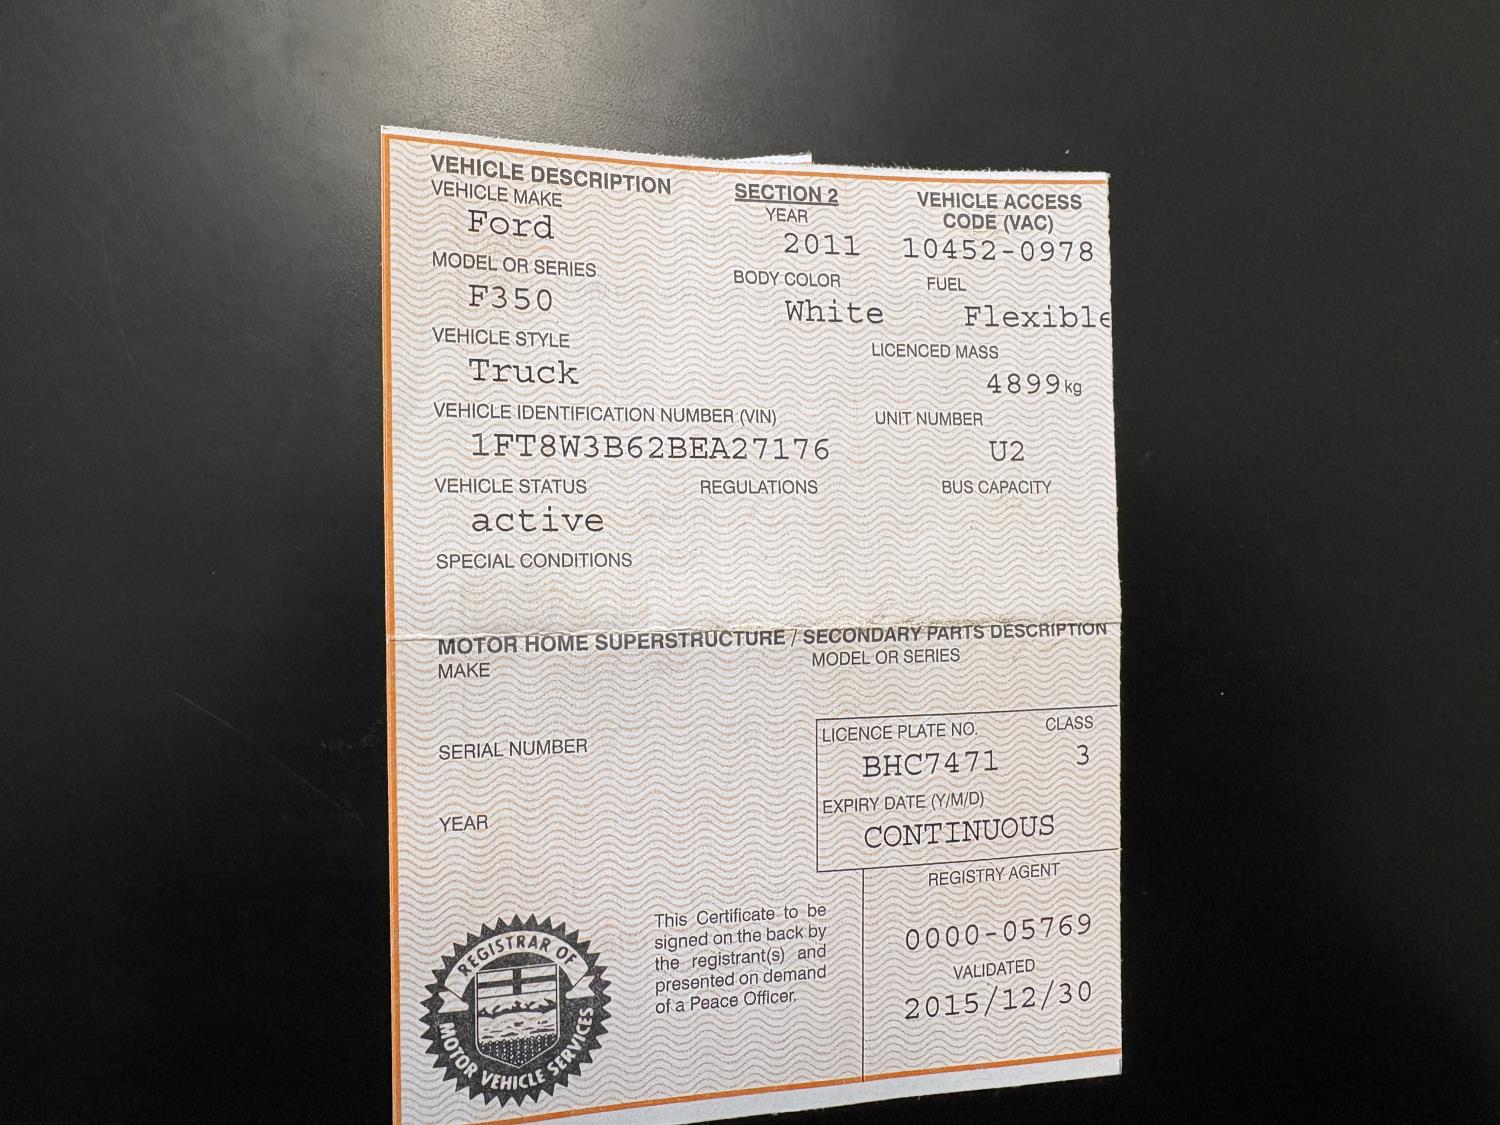 VEHICLE DESCRIPTION SECTION 2 VEHICLE ACCESS
VEHICLE MAKE YEAR CODE (VAC)
Ford 2011 10452-0978
MODEL OR SERIES BODY COLOR FUEL
F350 White Flexible
VEHICLE STYLE LICENCED MASS
Truck 4899 kg
VEHICLE IDENTIFICATION NUMBER (VIN) UNIT NUMBER
1FT8W3B62BEA27176 U2
VEHICLE STATUS REGULATIONS BUS CAPACITY
active
SPECIAL CONDITIONS
MOTOR HOME SUPERSTRUCTURE / SECONDARY PARTS DESCRIPTION
MAKE MODEL OR SERIES
LICENCE PLATE NO. CLASS
SERIAL NUMBER BHC7471 3
EXPIRY DATE (Y/M/D)
YEAR CONTINUOUS
REGISTRY AGENT
This Certificate to be
signed on the back by
the registrant(s) and
presented on demand
of a Peace Officer.
0000-05769
VALIDATED
2015/12/30
REGISTRAR OF
MOTOR VEHICLE SERVICES